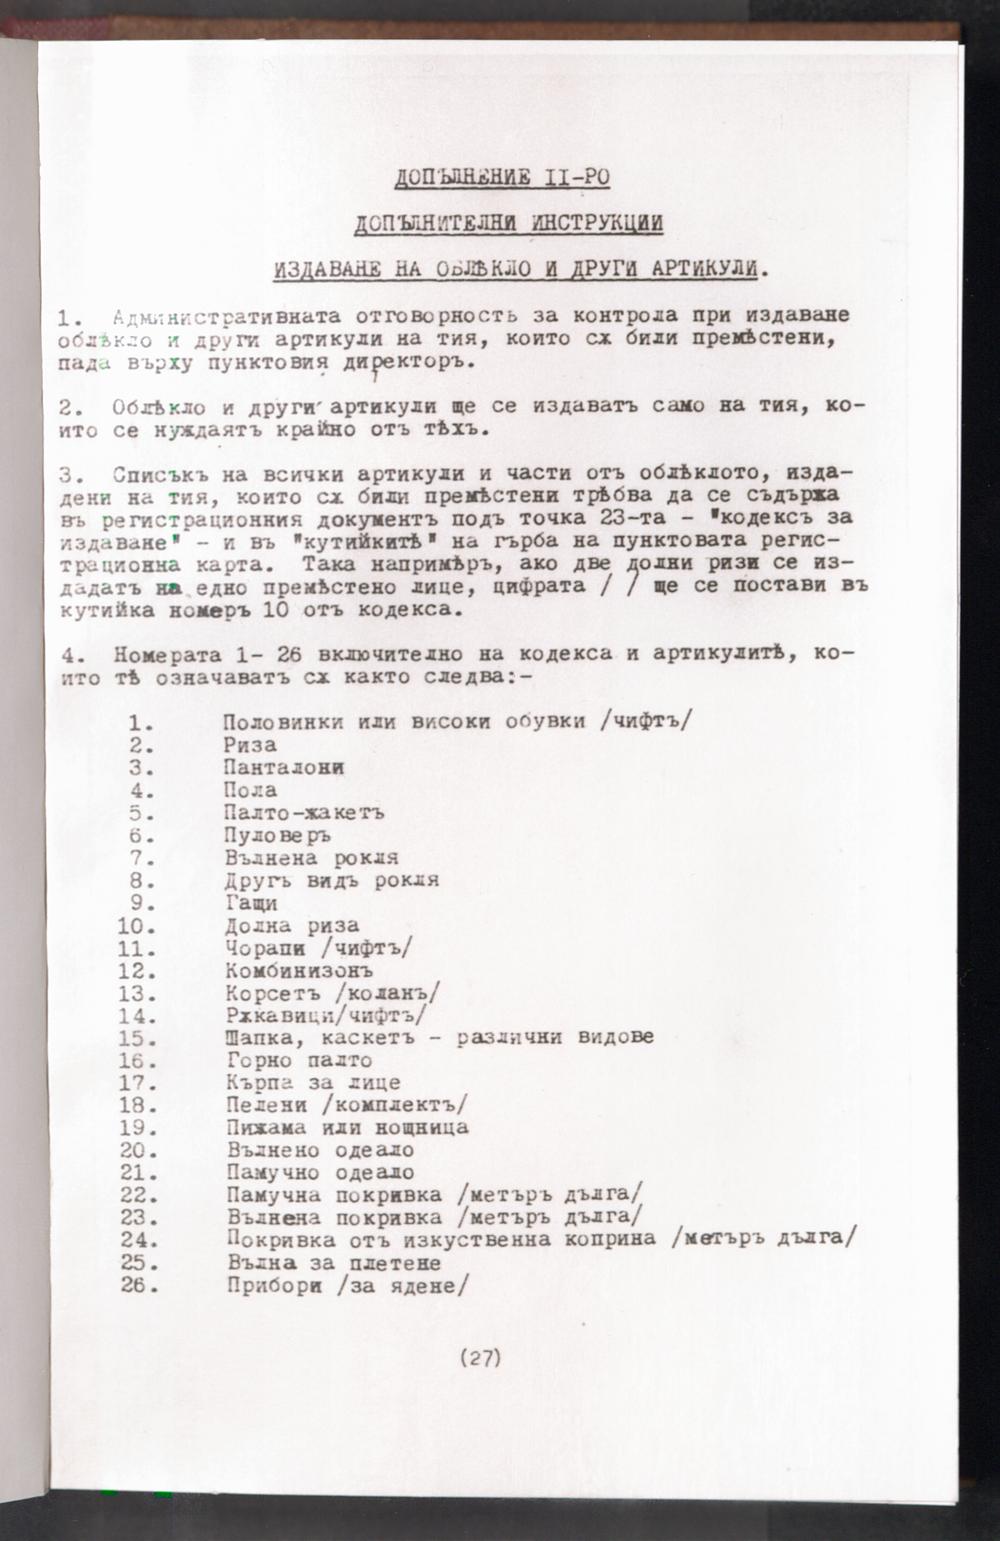 ДОПЪЛНЕНИЕ II-РО
ДОПЪЛНИТЕЛНИ ИНСТРУКЦИИ
ИЗДАВАНЕ НА ОБЛѢКЛО И ДРУГИ АРТИКУЛИ.
1. Административната отговорность за контрола при издаване
облѣкло и други артикули на тия, които сѫ били премѣстени,
пада върху пунктовия директоръ.
2. Облѣкло и други артикули ще се издаватъ само на тия, ко-
ито се нуждаятъ крайно отъ тѣхъ.
3. Списъкъ на всички артикули и части отъ облѣклото, изда-
дени на тия, които сѫ били премѣстени трѣбва да се съдържа
въ регистрационния документъ подъ точка 23-та - "кодексъ за
издаване" - и въ "кутийкитѣ" на гърба на пунктовата регис-
трационна карта. Така напримѣръ, ако две долни ризи се из-
дадатъ на едно премѣстено лице, цифрата / / ще се постави въ
кутийка номеръ 10 отъ кодекса.
4. Номерата 1- 26 включително на кодекса и артикулитѣ, ко-
ито тѣ означаватъ сѫ както следва:-
1. Половинки или високи обувки /чифтъ/
2. Риза
3. Панталони
4. Пола
5. Палто-жакетъ
6. Пуловеръ
7. Вълнена рокля
8. Другъ видъ рокля
9. Гащи
10. Долна риза
11. Чорапи /чифтъ/
12. Комбинизонъ
13. Корсетъ /коланъ/
14. Рѫкавици/чифтъ/
15. Шапка, каскетъ - различни видове
16. Горно палто
17. Кърпа за лице
18. Пелени /комплектъ/
19. Пижама или нощница
20. Вълнено одеало
21. Памучно одеало
22. Памучна покривка /метъръ дълга/
23. Вълнена покривка /метъръ дълга/
24. Покривка отъ изкуственна коприна /метъръ дълга/
25. Вълна за плетене
26. Прибори /за ядене/
(27)